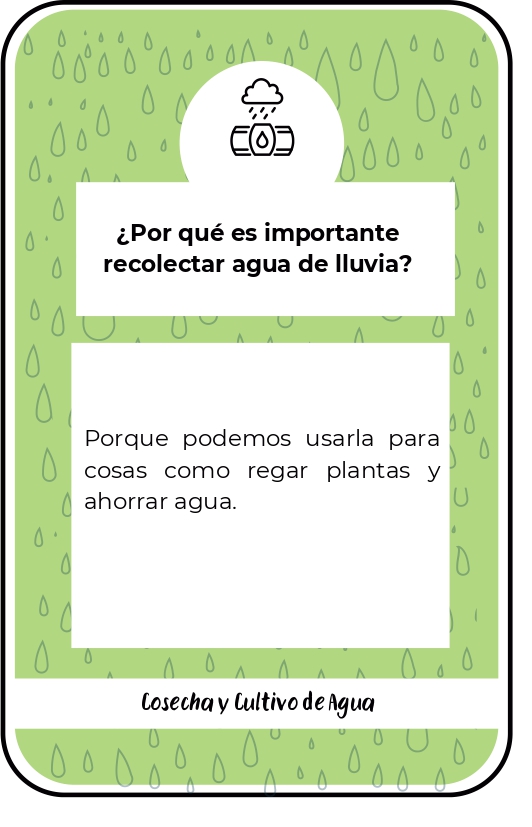 ¿Por qué es importante
recolectar agua de lluvia?
Porque podemos usarla para
cosas como regar plantas y
ahorrar agua.
Cosecha y Cultivo de Agua